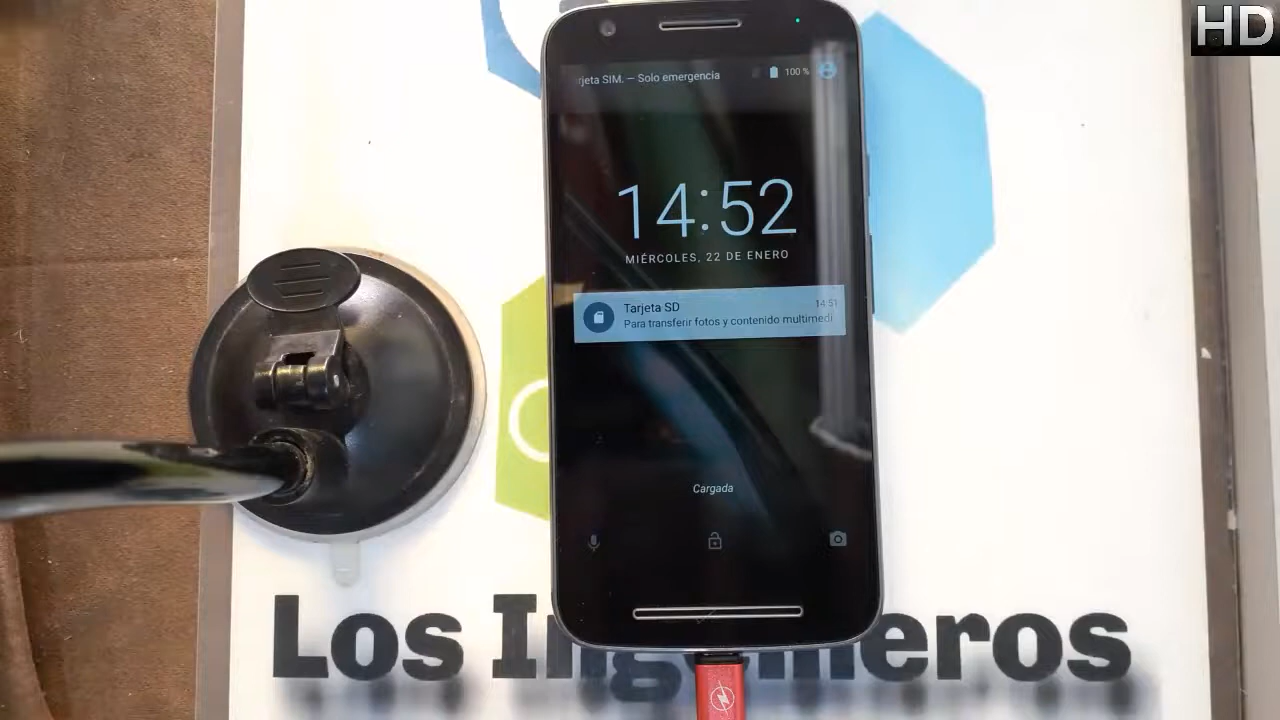 HD
rjeta SIM. — Solo emergencia
100 %
14:52
MIÉRCOLES, 22 DE ENERO
Tarjeta SD
14:51
Para transferir fotos y contenido multimedi
Cargada
Los Ingenieros